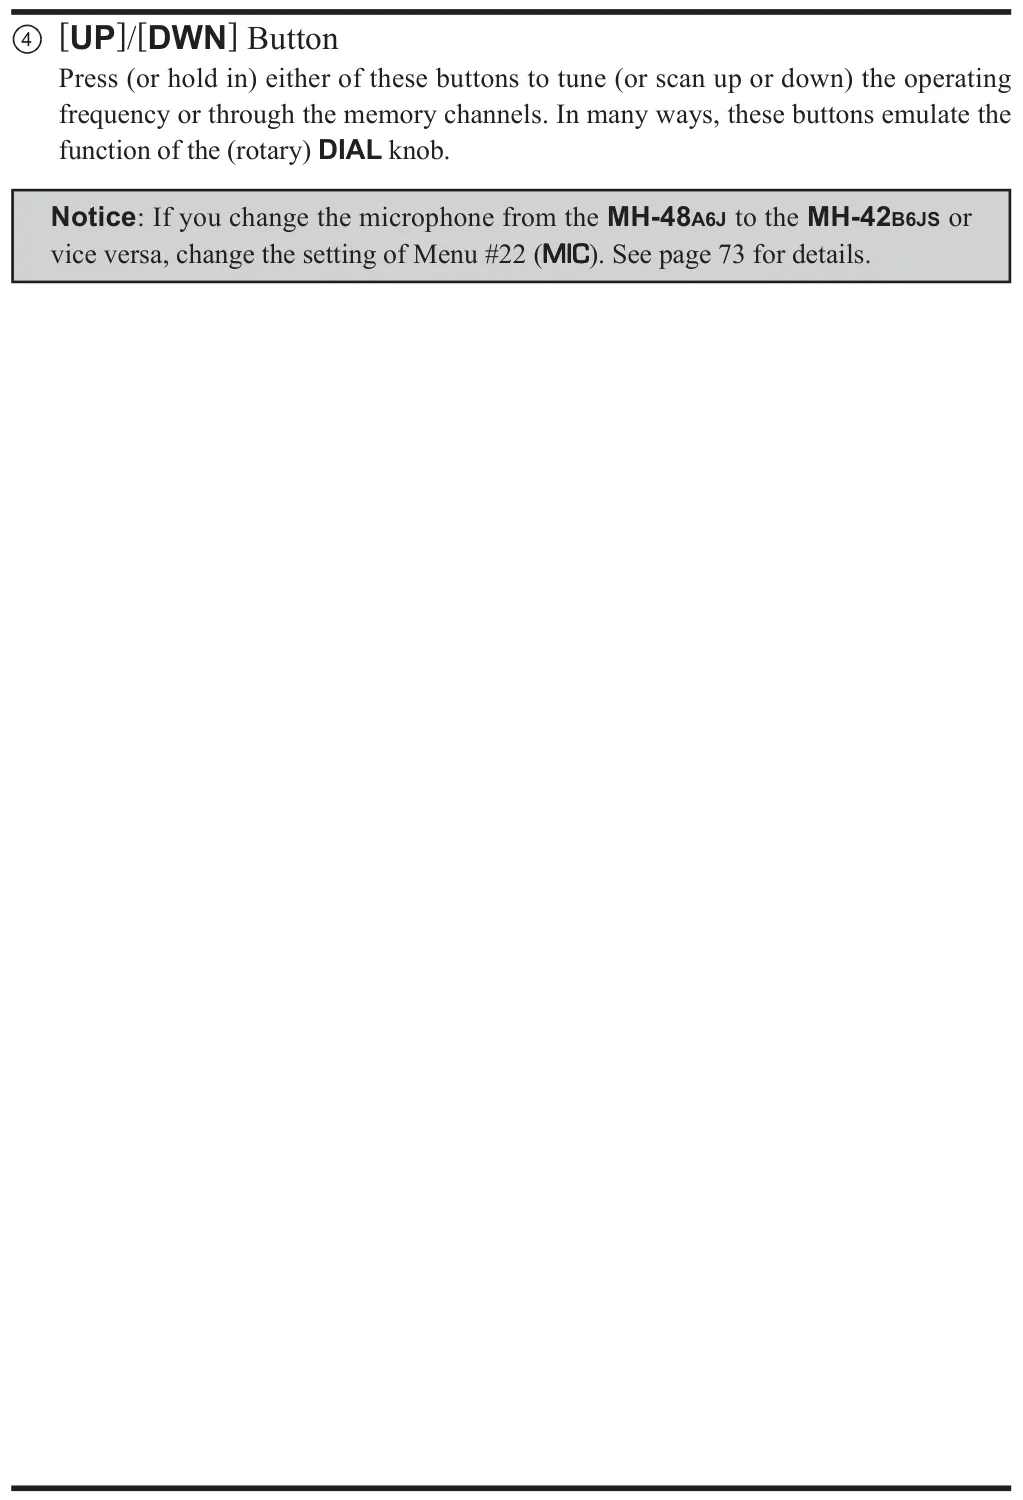 ④ [UP]/[DWN] Button
Press (or hold in) either of these buttons to tune (or scan up or down) the operating
frequency or through the memory channels. In many ways, these buttons emulate the
function of the (rotary) DIAL knob.
Notice: If you change the microphone from the MH-48A6J to the MH-42B6JS or
vice versa, change the setting of Menu #22 (MIC). See page 73 for details.